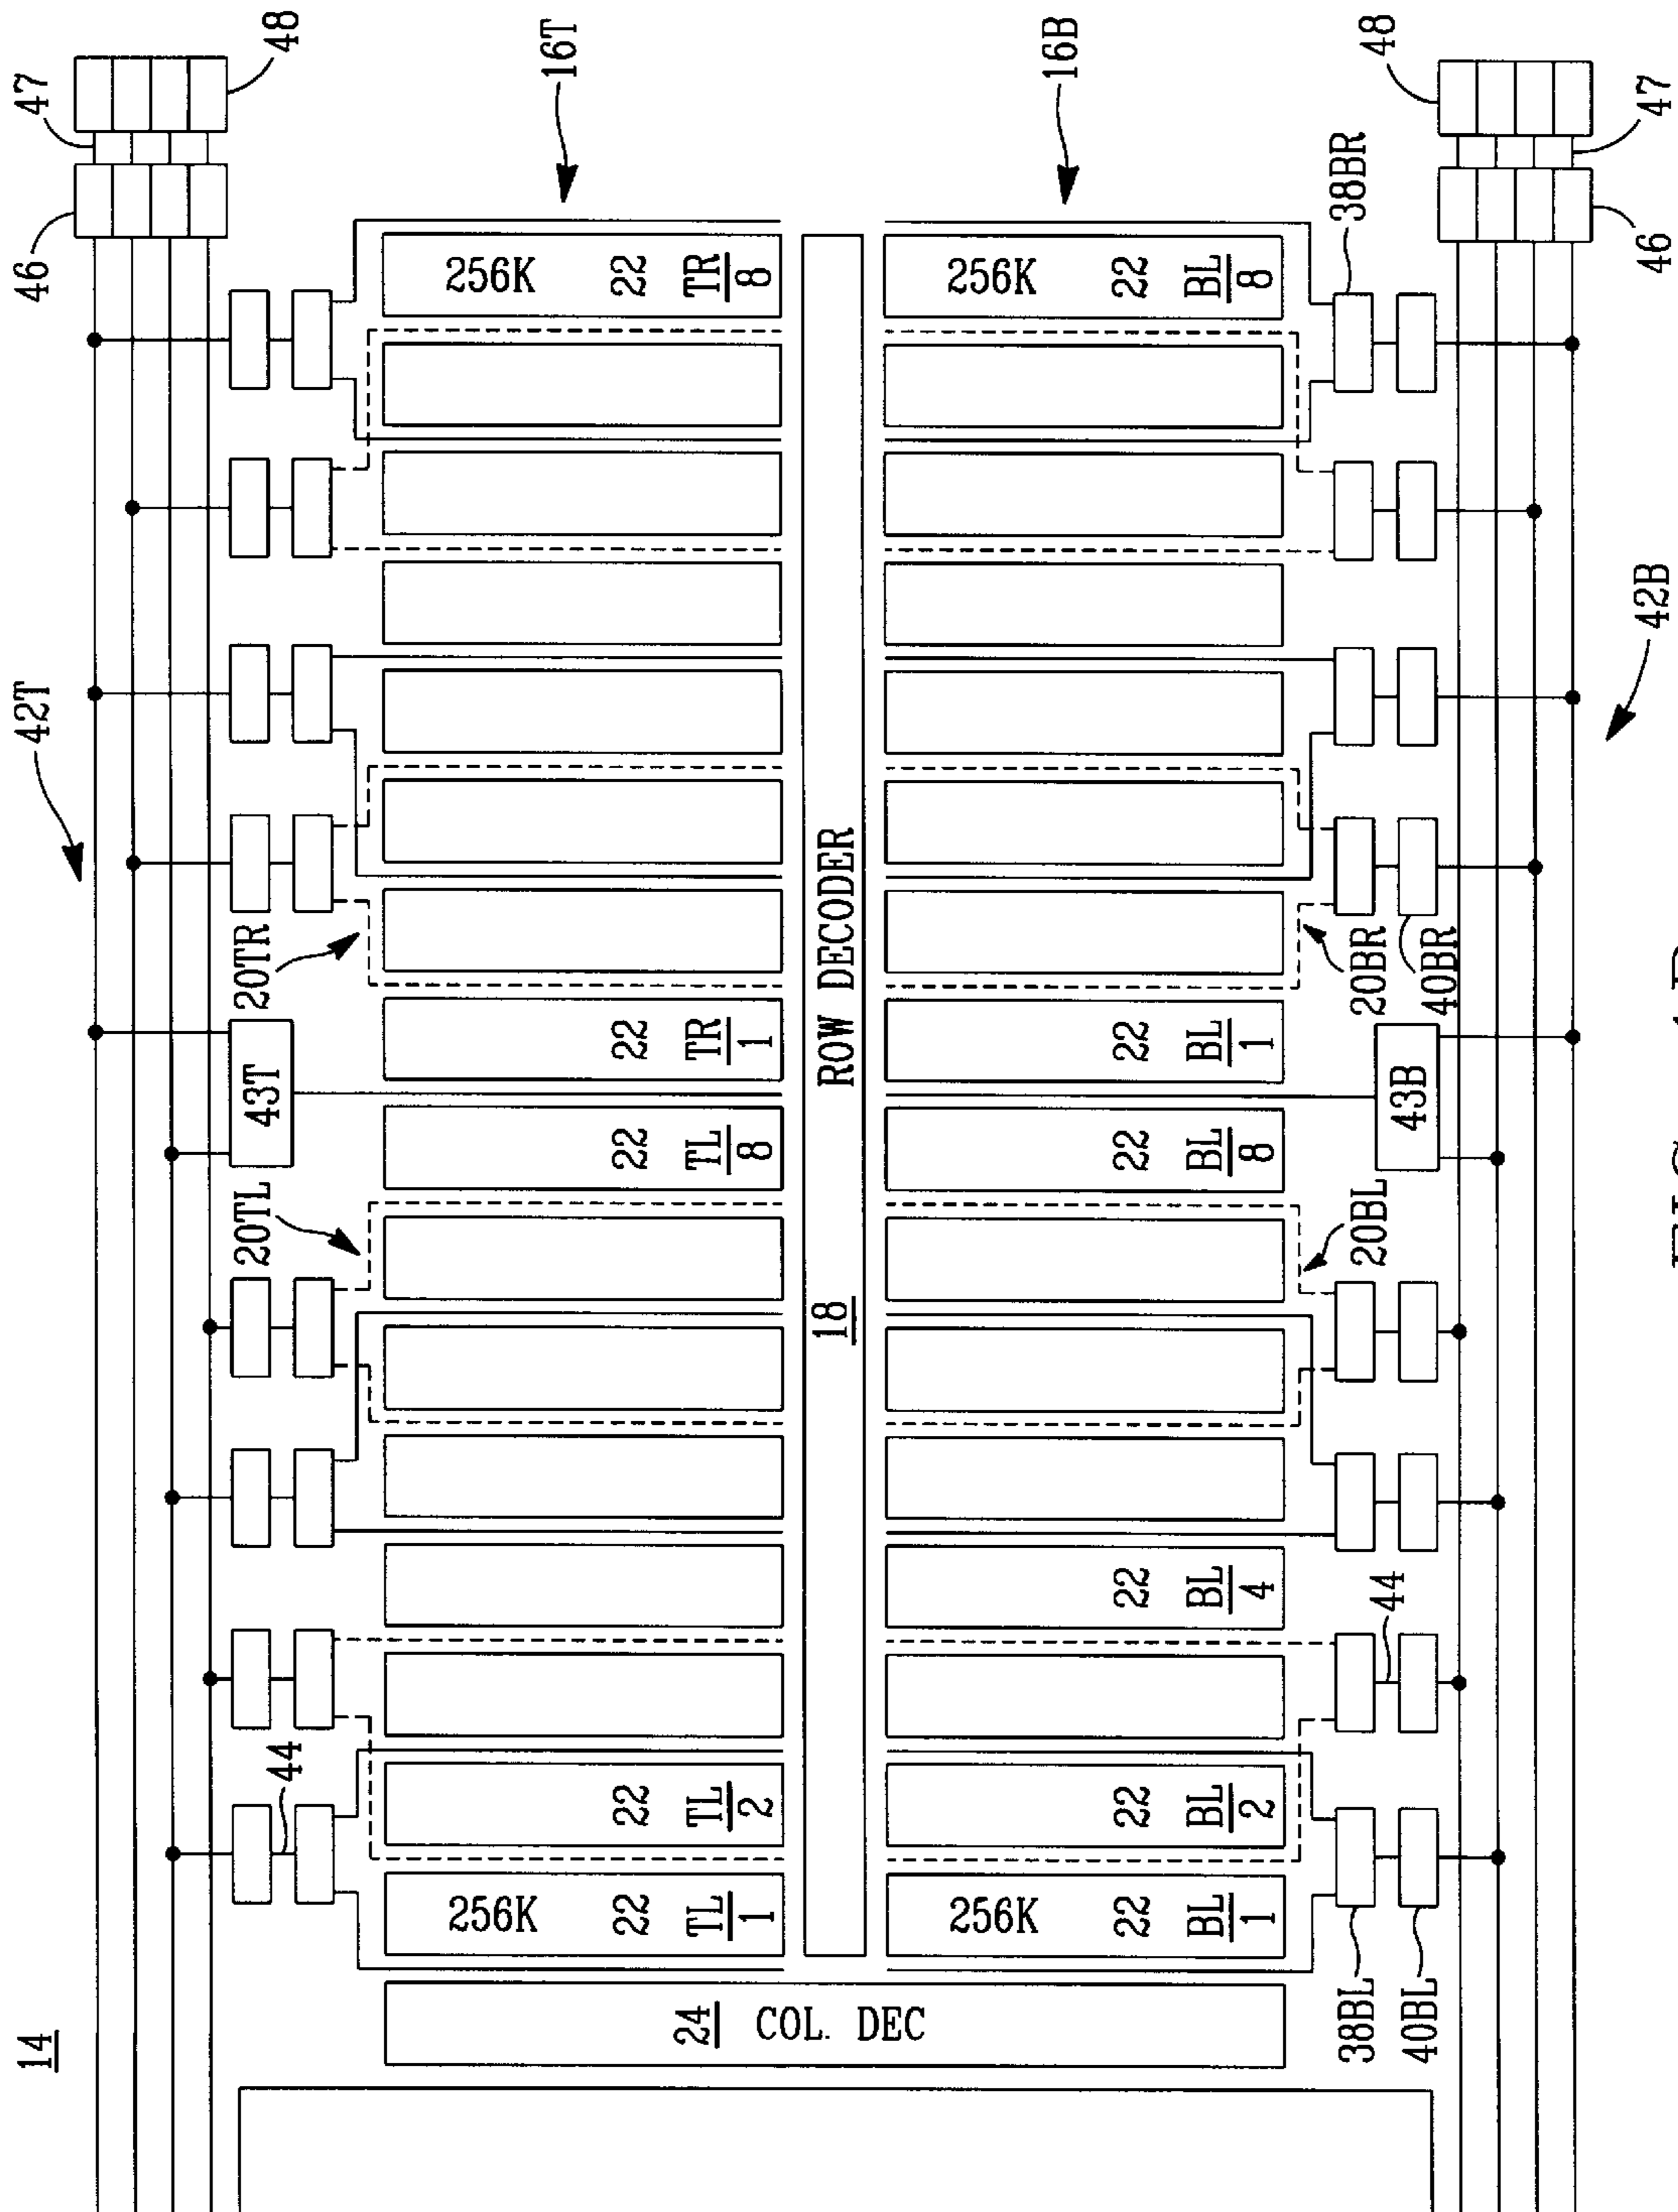 14
42T
46
47
48
44
20TL
43T
20TR
16T
256K 22 TL/1
22 TL/2
22 TL/8
22 TR/1
256K 22 TR/8
24 COL. DEC
18 ROW DECODER
16B
256K 22 BL/1
22 BL/2
22 BL/4
22 BL/8
22 BL/1
256K 22 BL/8
38BL
40BL
44
20BL
43B
20BR
40BR
38BR
42B
46
47
48